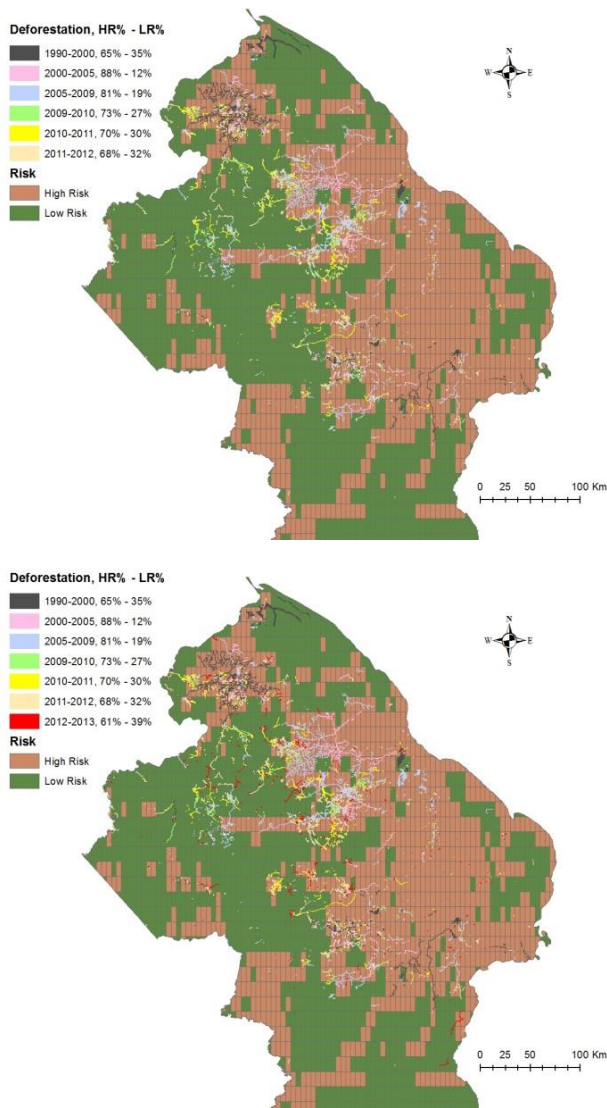 Deforestation, HR% - LR%
1990-2000, 65% - 35%
2000-2005, 88% - 12%
2005-2009, 81% - 19%
2009-2010, 73% - 27%
2010-2011, 70% - 30%
2011-2012, 68% - 32%
Risk
High Risk
Low Risk
N
W E
S
0 25 50 100 Km
Deforestation, HR% - LR%
1990-2000, 65% - 35%
2000-2005, 88% - 12%
2005-2009, 81% - 19%
2009-2010, 73% - 27%
2010-2011, 70% - 30%
2011-2012, 68% - 32%
2012-2013, 61% - 39%
Risk
High Risk
Low Risk
N
W E
S
0 25 50 100 Km